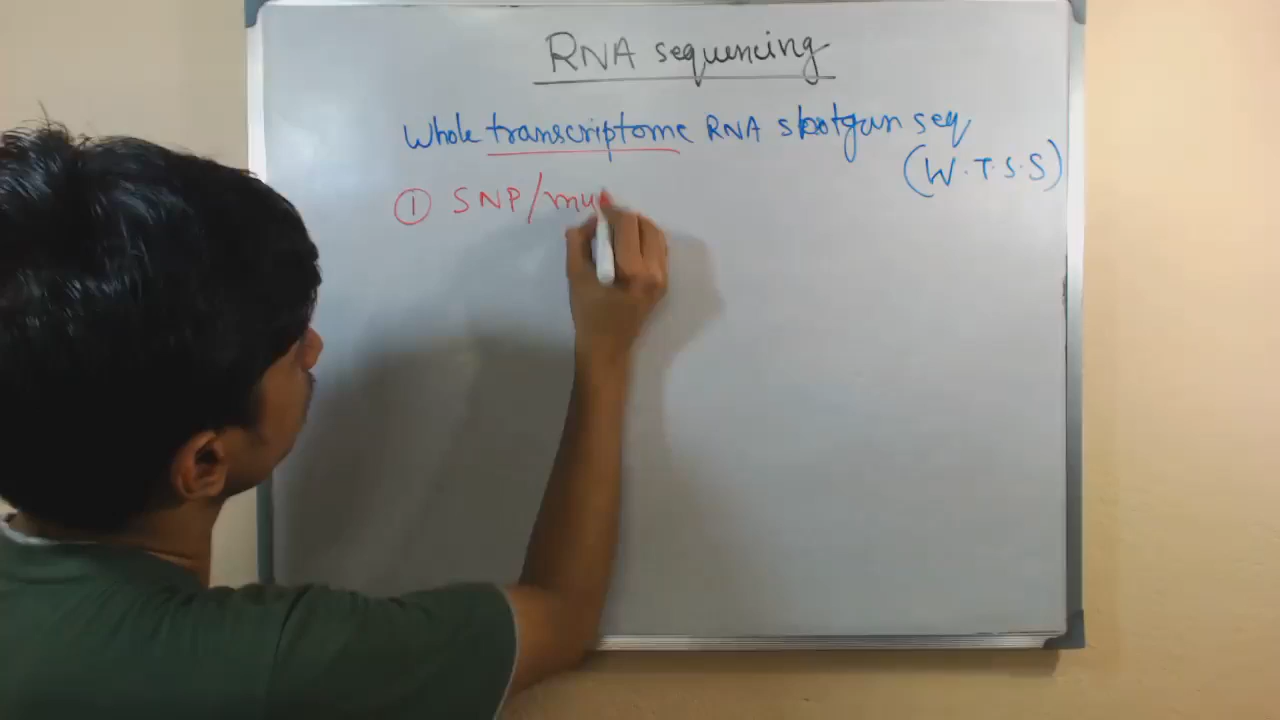 RNA sequencing
Whole transcriptome RNA shotgun seq
(W.T.S.S)
① SNP/mu